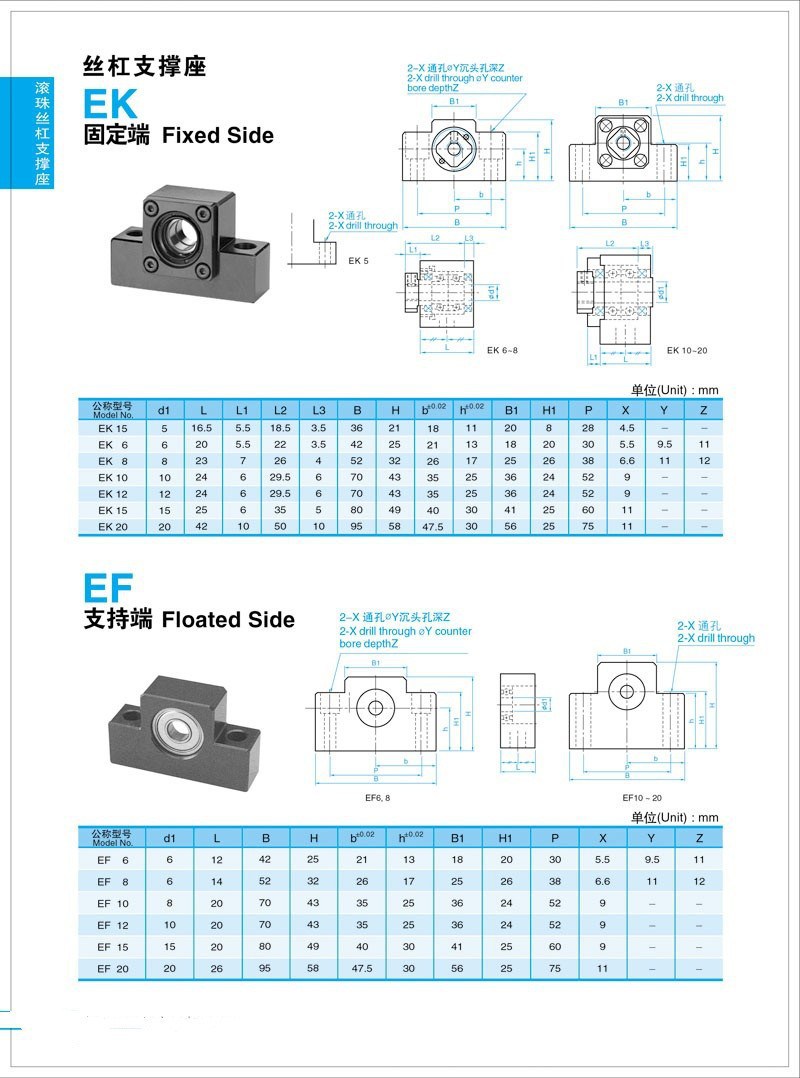 滚珠丝杠支撑座
丝杠支撑座
EK
固定端 Fixed Side
2-X 通孔øY沉头孔深Z
2-X drill through øY counter
bore depthZ
B1
H
H1
h
b
P
B
2-X 通孔
2-X drill through
B1
H1
h
H
b
P
B
2-X 通孔
2-X drill through
EK 5
L2 L3
L1
ød1
L
EK 6~8
L2 L3
ød1
L1 L
EK 10~20
单位(Unit) : mm
公称型号 Model No. d1 L L1 L2 L3 B H b±0.02 h±0.02 B1 H1 P X Y Z
EK 15 5 16.5 5.5 18.5 3.5 36 21 18 11 20 8 28 4.5 – –
EK 6 6 20 5.5 22 3.5 42 25 21 13 18 20 30 5.5 9.5 11
EK 8 8 23 7 26 4 52 32 26 17 25 26 38 6.6 11 12
EK 10 10 24 6 29.5 6 70 43 35 25 36 24 52 9 – –
EK 12 12 24 6 29.5 6 70 43 35 25 36 24 52 9 – –
EK 15 15 25 6 35 5 80 49 40 30 41 25 60 11 – –
EK 20 20 42 10 50 10 95 58 47.5 30 56 25 75 11 – –
EF
支持端 Floated Side
2-X 通孔øY沉头孔深Z
2-X drill through øY counter
bore depthZ
B1
h
H1
H
b
P
B
EF6, 8
ød1
L
2-X 通孔
2-X drill through
B1
h
H1
H
b
P
B
EF10 ~ 20
单位(Unit) : mm
公称型号 Model No. d1 L B H b±0.02 h±0.02 B1 H1 P X Y Z
EF 6 6 12 42 25 21 13 18 20 30 5.5 9.5 11
EF 8 6 14 52 32 26 17 25 26 38 6.6 11 12
EF 10 8 20 70 43 35 25 36 24 52 9 – –
EF 12 10 20 70 43 35 25 36 24 52 9 – –
EF 15 15 20 80 49 40 30 41 25 60 9 – –
EF 20 20 26 95 58 47.5 30 56 25 75 11 – –